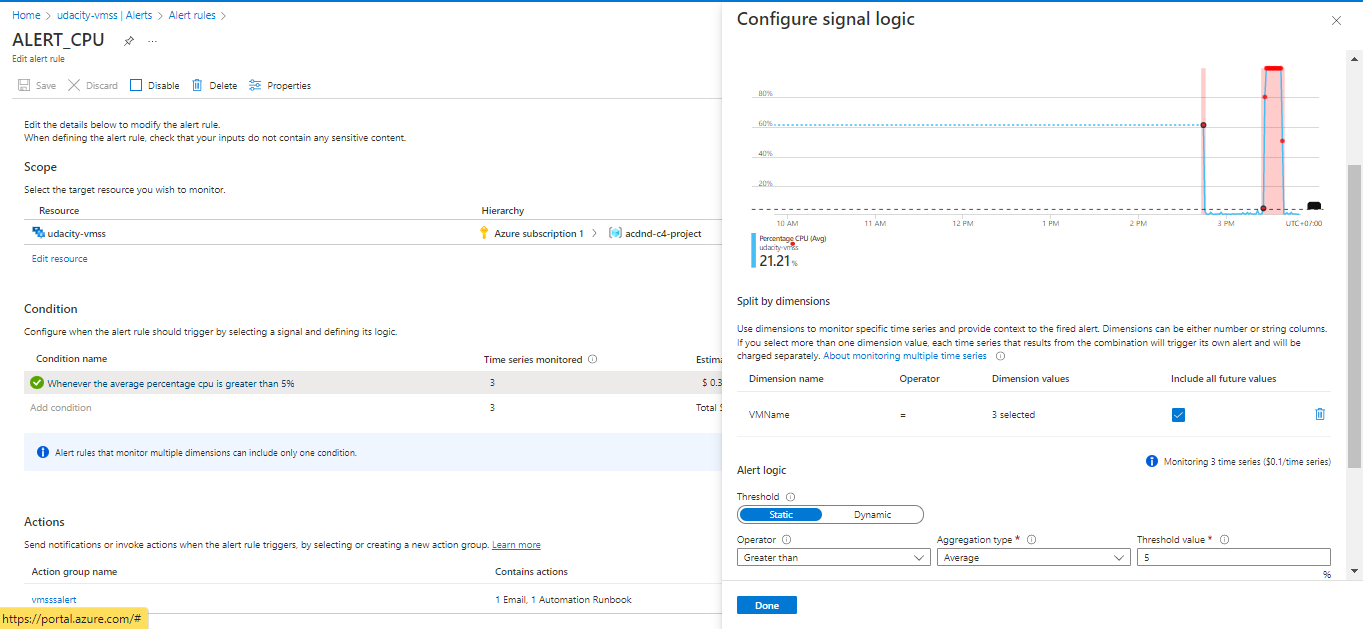 Home > udacity-vmss | Alerts > Alert rules >
ALERT_CPU ...
Edit alert rule
Save Discard Disable Delete Properties
Edit the details below to modify the alert rule.
When defining the alert rule, check that your inputs do not contain any sensitive content.
Scope
Select the target resource you wish to monitor.
Resource Hierarchy
udacity-vmss Azure subscription 1 > acdnd-c4-project
Edit resource
Condition
Configure when the alert rule should trigger by selecting a signal and defining its logic.
Condition name Time series monitored Estima
Whenever the average percentage cpu is greater than 5% 3 $ 0.3
Add condition 3 Total $
Alert rules that monitor multiple dimensions can include only one condition.
Actions
Send notifications or invoke actions when the alert rule triggers, by selecting or creating a new action group. Learn more
Action group name Contains actions
vmsssalert 1 Email, 1 Automation Runbook
https://portal.azure.com/#
Configure signal logic
80%
60%
40%
20%
10 AM 11 AM 12 PM 1 PM 2 PM 3 PM UTC+07:00
Percentage CPU (Avg)
udacity-vmss
21.21 %
Split by dimensions
Use dimensions to monitor specific time series and provide context to the fired alert. Dimensions can be either number or string columns.
If you select more than one dimension value, each time series that results from the combination will trigger its own alert and will be
charged separately. About monitoring multiple time series
Dimension name Operator Dimension values Include all future values
VMName = 3 selected
Monitoring 3 time series ($0.1/time series)
Alert logic
Threshold
Static Dynamic
Operator Aggregation type * Threshold value *
Greater than Average 5
%
Done